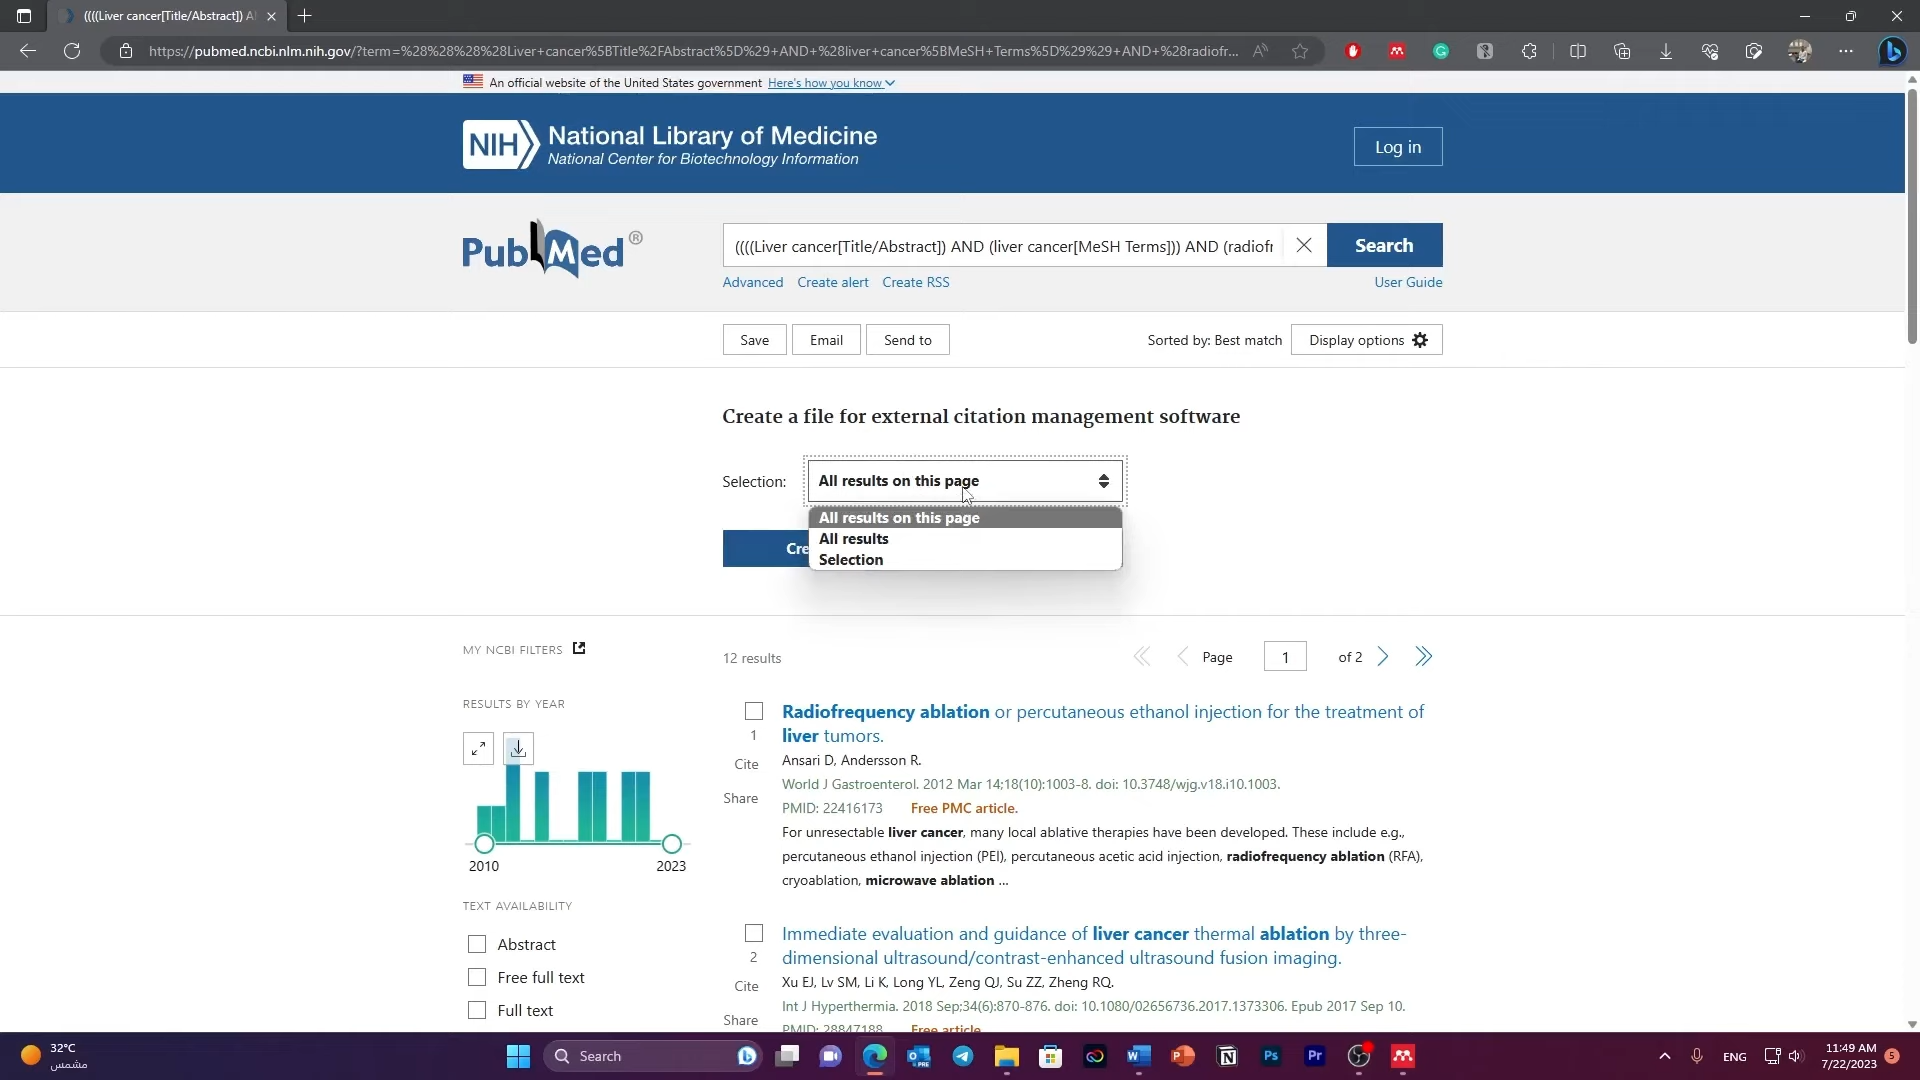 ((((Liver cancer[Title/Abstract]) A
https://pubmed.ncbi.nlm.nih.gov/?term=%28%28%28%28Liver+cancer%5BTitle%2FAbstract%5D%29+AND+%28liver+cancer%5BMeSH+Terms%5D%29%29+AND+%28radiofr...
An official website of the United States government Here's how you know
NIH National Library of Medicine
National Center for Biotechnology Information
Log in
PubMed®
((((Liver cancer[Title/Abstract]) AND (liver cancer[MeSH Terms])) AND (radiofr
Search
Advanced Create alert Create RSS
User Guide
Save Email Send to
Sorted by: Best match Display options
Create a file for external citation management software
Selection: All results on this page
All results on this page
All results
Selection
Cre
MY NCBI FILTERS
12 results
Page 1 of 2
RESULTS BY YEAR
2010 2023
TEXT AVAILABILITY
Abstract
Free full text
Full text
Radiofrequency ablation or percutaneous ethanol injection for the treatment of
liver tumors.
1
Cite
Share
Ansari D, Andersson R.
World J Gastroenterol. 2012 Mar 14;18(10):1003-8. doi: 10.3748/wjg.v18.i10.1003.
PMID: 22416173 Free PMC article.
For unresectable liver cancer, many local ablative therapies have been developed. These include e.g.,
percutaneous ethanol injection (PEI), percutaneous acetic acid injection, radiofrequency ablation (RFA),
cryoablation, microwave ablation ...
Immediate evaluation and guidance of liver cancer thermal ablation by three-
dimensional ultrasound/contrast-enhanced ultrasound fusion imaging.
2
Cite
Share
Xu EJ, Lv SM, Li K, Long YL, Zeng QJ, Su ZZ, Zheng RQ.
Int J Hyperthermia. 2018 Sep;34(6):870-876. doi: 10.1080/02656736.2017.1373306. Epub 2017 Sep 10.
PMID: 28847188 Free article.
32°C
مشمس
Search
ENG
11:49 AM
7/22/2023
5